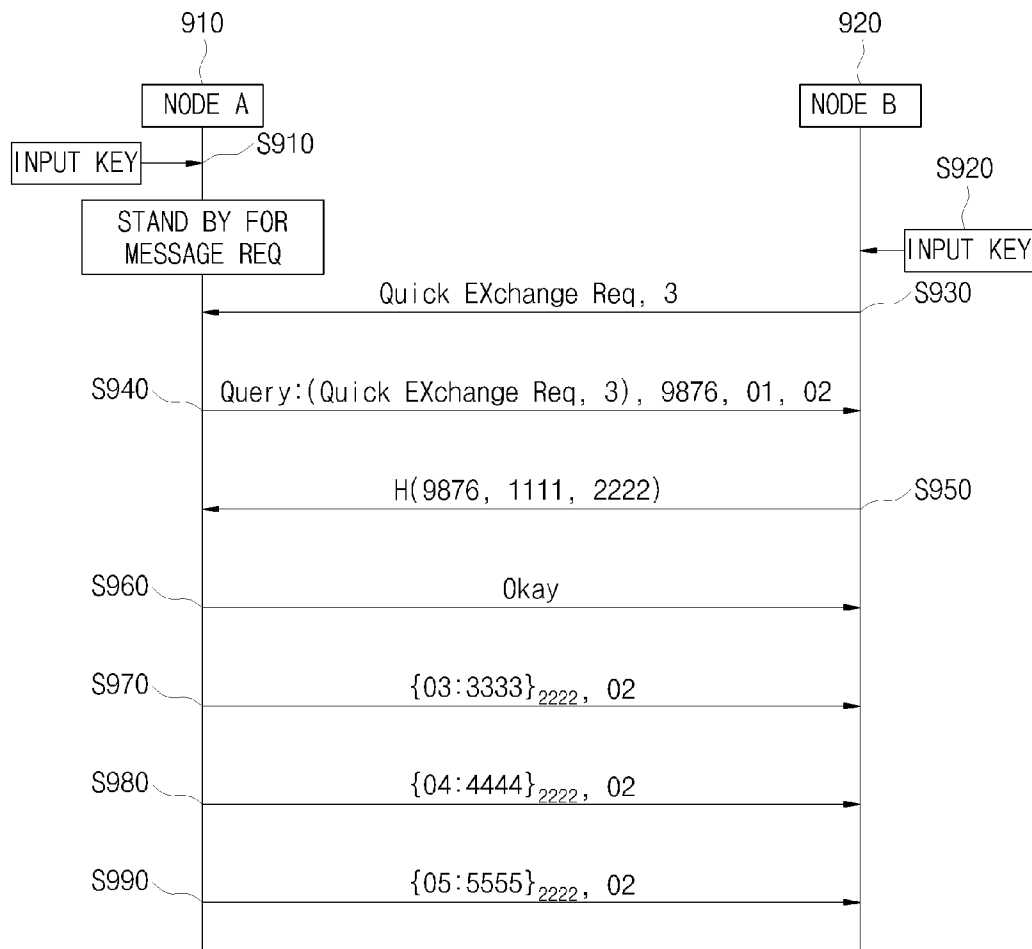 910
920
NODE A
NODE B
S910
INPUT KEY
S920
STAND BY FOR
MESSAGE REQ
INPUT KEY
Quick EXchange Req, 3
S930
S940
Query:(Quick EXchange Req, 3), 9876, 01, 02
H(9876, 1111, 2222)
S950
S960
Okay
S970
{03:3333}2222, 02
S980
{04:4444}2222, 02
S990
{05:5555}2222, 02